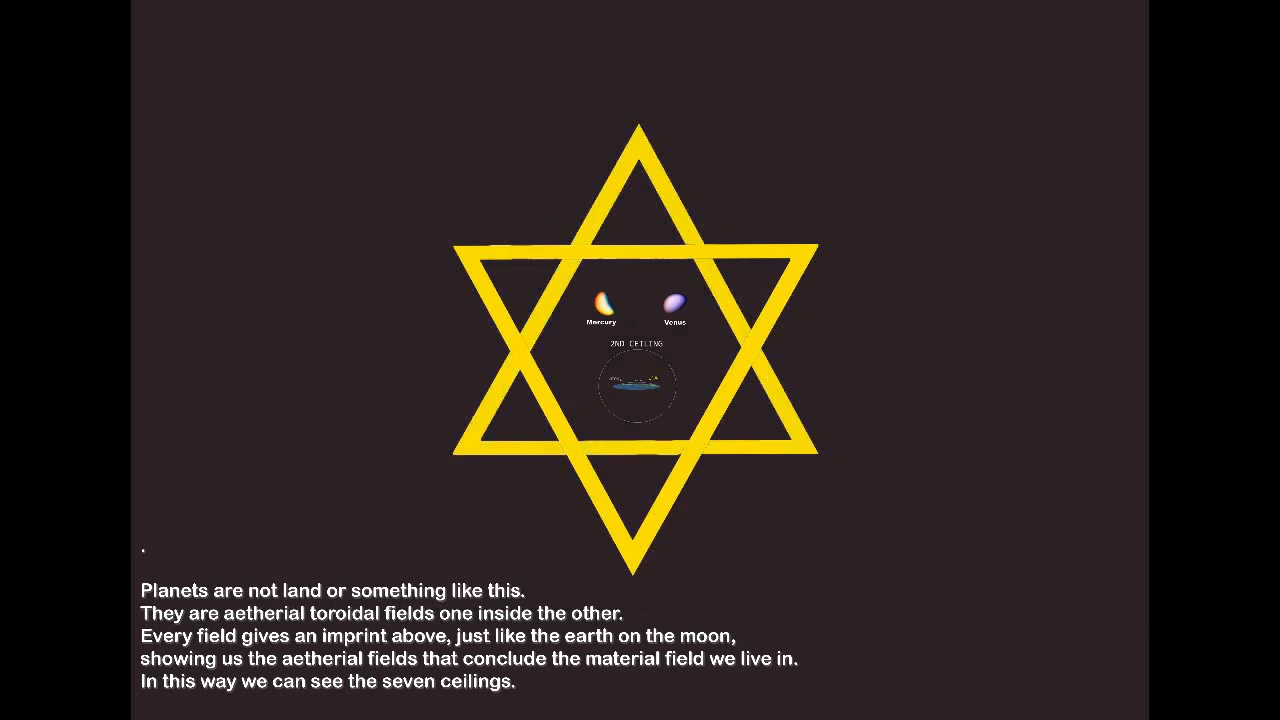 Mercury
Venus
2ND CEILING
.
Planets are not land or something like this.
They are aetherial toroidal fields one inside the other.
Every field gives an imprint above, just like the earth on the moon,
showing us the aetherial fields that conclude the material field we live in.
In this way we can see the seven ceilings.